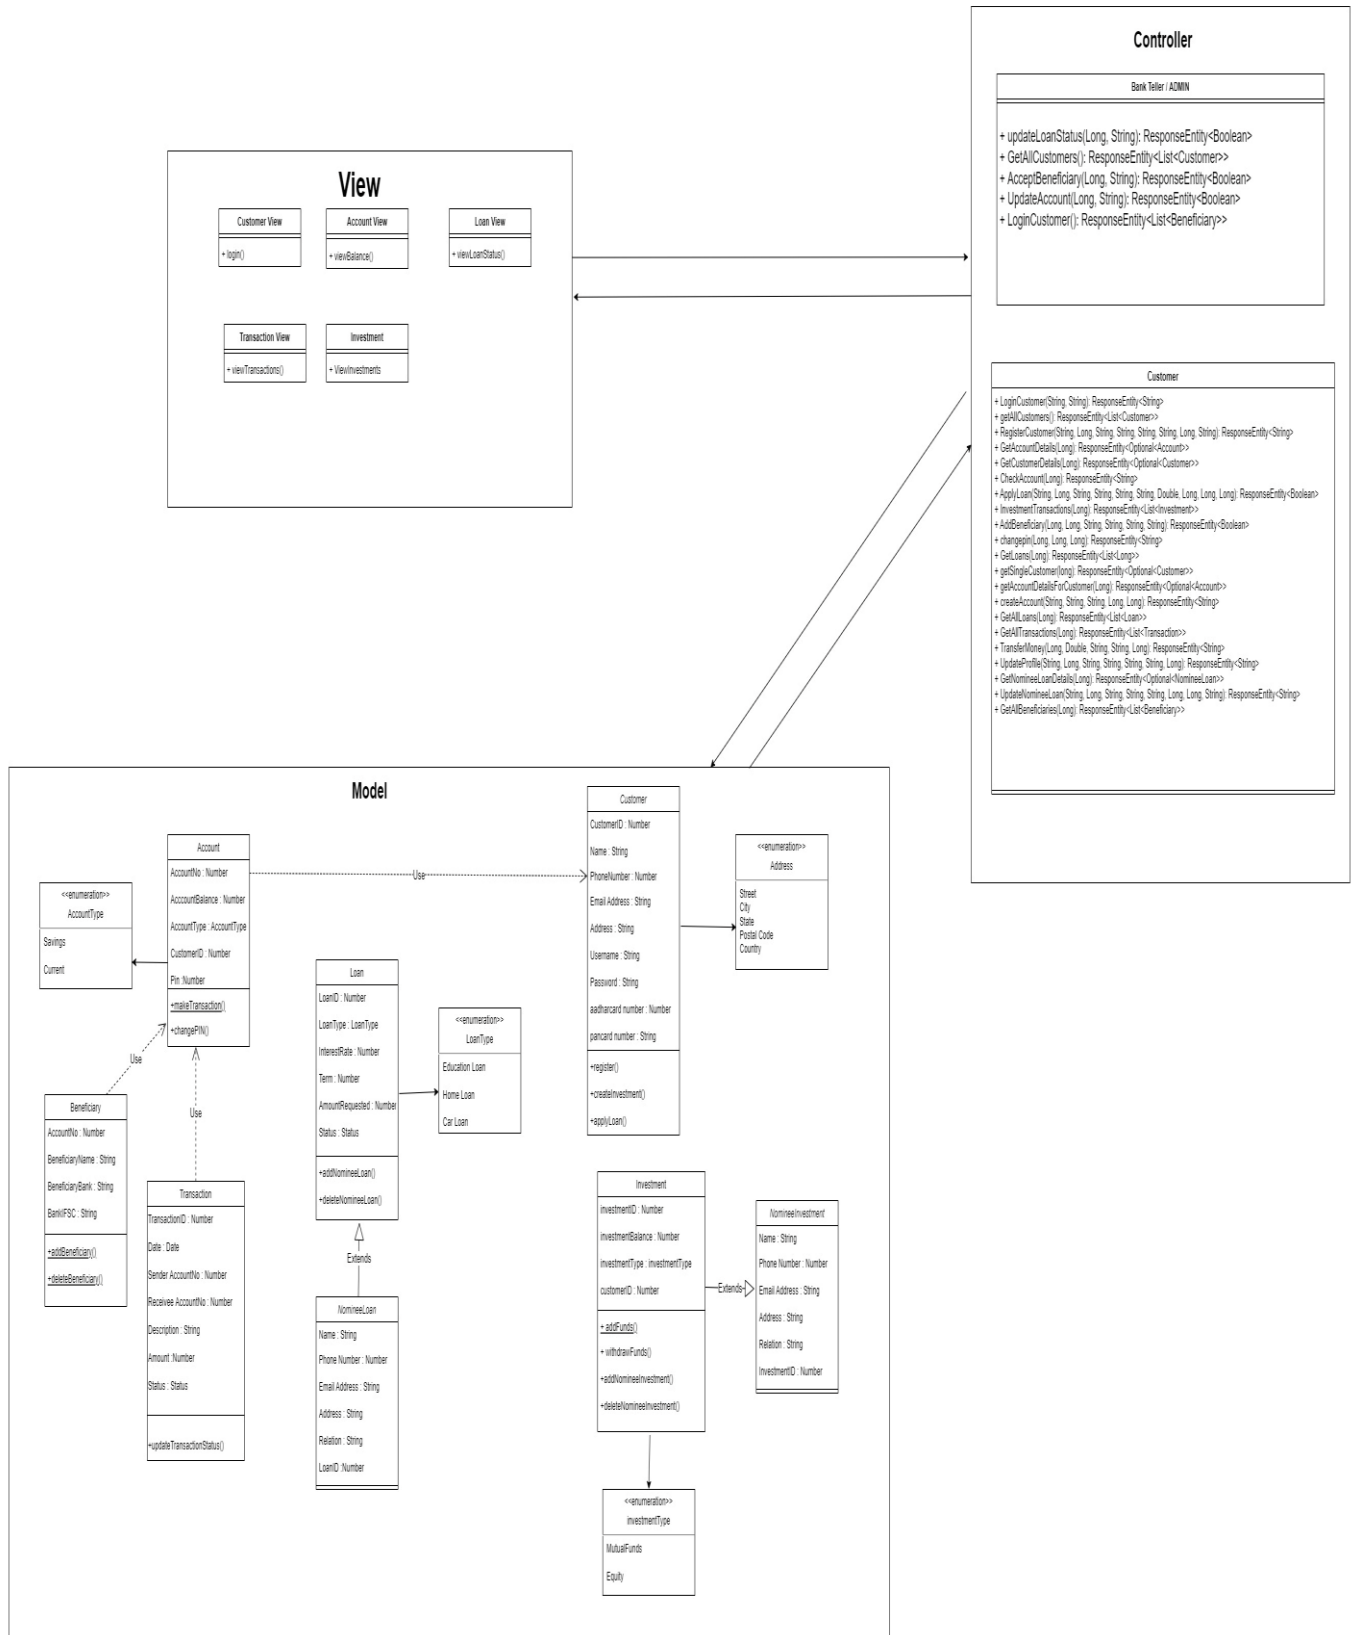 Controller
Bank Teller / ADMIN
+ updateLoanStatus(Long, String): ResponseEntity<Boolean>
+ GetAllCustomers(): ResponseEntity<List<Customer>>
+ AcceptBeneficiary(Long, String): ResponseEntity<Boolean>
+ UpdateAccount(Long, String): ResponseEntity<Boolean>
+ LoginCustomer(): ResponseEntity<List<Beneficiary>>
Customer
+ LoginCustomer(String, String): ResponseEntity<String>
+ getAllCustomers(): ResponseEntity<List<Customer>>
+ RegisterCustomer(String, Long, String, String, String, String, Long, String): ResponseEntity<String>
+ GetAccountDetails(Long): ResponseEntity<Optional<Account>>
+ GetCustomerDetails(Long): ResponseEntity<Optional<Customer>>
+ CheckAccount(Long): ResponseEntity<String>
+ ApplyLoan(String, Long, String, String, String, String, Double, Long, Long, Long): ResponseEntity<Boolean>
+ InvestmentTransactions(Long): ResponseEntity<List<Investment>>
+ AddBeneficiary(Long, Long, String, String, String, String): ResponseEntity<Boolean>
+ changepin(Long, Long, Long): ResponseEntity<String>
+ GetLoans(Long): ResponseEntity<List<Long>>
+ getSingleCustomer(long): ResponseEntity<Optional<Customer>>
+ getAccountDetailsForCustomer(Long): ResponseEntity<Optional<Account>>
+ createAccount(String, String, String, Long, Long): ResponseEntity<String>
+ GetAllLoans(Long): ResponseEntity<List<Loan>>
+ GetAllTransactions(Long): ResponseEntity<List<Transaction>>
+ TransferMoney(Long, Double, String, String, Long): ResponseEntity<String>
+ UpdateProfile(String, Long, String, String, String, String, Long): ResponseEntity<String>
+ GetNomineeLoanDetails(Long): ResponseEntity<Optional<NomineeLoan>>
+ UpdateNomineeLoan(String, Long, String, String, String, Long, Long, String): ResponseEntity<String>
+ GetAllBeneficiaries(Long): ResponseEntity<List<Beneficiary>>
View
Customer View
+ login()
Account View
+ viewBalance()
Loan View
+ viewLoanStatus()
Transaction View
+ viewTransactions()
Investment
+ ViewInvestments
Model
<<enumeration>>
AccountType
Savings
Current
Account
AccountNo : Number
AcccountBalance : Number
AccountType : AccountType
CustomerID : Number
Pin :Number
+makeTransaction()
+changePIN()
Use
Customer
CustomerID : Number
Name : String
PhoneNumber : Number
Email Address : String
Address : String
Username : String
Password : String
aadharcard number : Number
pancard number : String
+register()
+createInvestment()
+applyLoan()
<<enumeration>>
Address
Street
City
State
Postal Code
Country
Loan
LoanID : Number
LoanType : LoanType
InterestRate : Number
Term : Number
AmountRequested : Number
Status : Status
+addNomineeLoan()
+deleteNomineeLoan()
<<enumeration>>
LoanType
Education Loan
Home Loan
Car Loan
Use
Use
Beneficiary
AccountNo : Number
BeneficiaryName : String
BeneficiaryBank : String
BankIFSC : String
+addBeneficiary()
+deleteBeneficiary()
Transaction
TransactionID : Number
Date : Date
Sender AccountNo : Number
Receivee AccountNo : Number
Description : String
Amount :Number
Status : Status
+updateTransactionStatus()
Extends
NomineeLoan
Name : String
Phone Number : Number
Email Address : String
Address : String
Relation : String
LoanID :Number
Investment
investmentID : Number
investmentBalance : Number
investmentType : investmentType
customerID : Number
+ addFunds()
+ withdrawFunds()
+addNomineeInvestment()
+deleteNomineeInvestment()
Extends
NomineeInvestment
Name : String
Phone Number : Number
Email Address : String
Address : String
Relation : String
InvestmentID : Number
<<enumeration>>
investmentType
MutualFunds
Equity